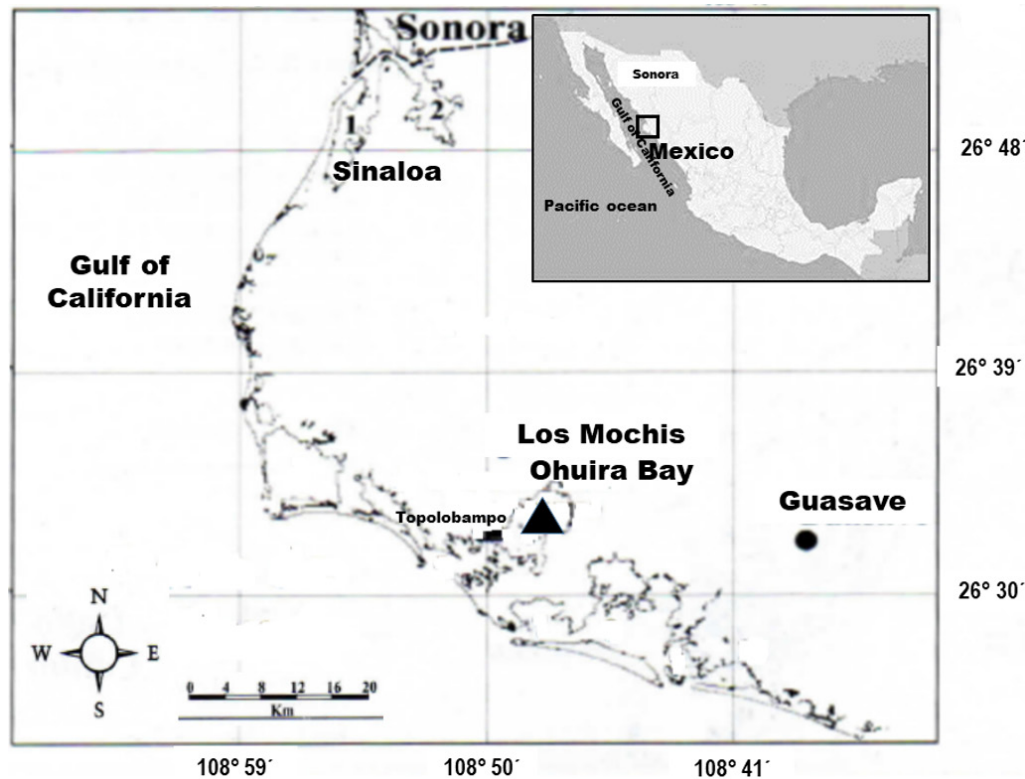 Sonora
1
2
Sinaloa
Gulf of
California
Los Mochis
Ohuira Bay
Topolobampo
Guasave
Sonora
Gulf of California
Mexico
Pacific ocean
26° 48´
26° 39´
26° 30´
N
W
E
S
0 4 8 12 16 20
Km
108° 59´
108° 50´
108° 41´